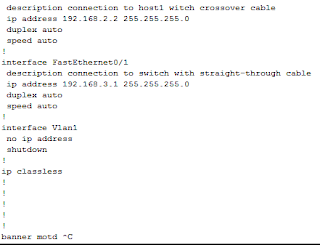 description connection to host1 witch crossover cable
ip address 192.168.2.2 255.255.255.0
duplex auto
speed auto
!
interface FastEthernet0/1
description connection to switch with straight-through cable
ip address 192.168.3.1 255.255.255.0
duplex auto
speed auto
!
interface Vlan1
no ip address
shutdown
!
ip classless
!
!
!
!
!
banner motd ^C